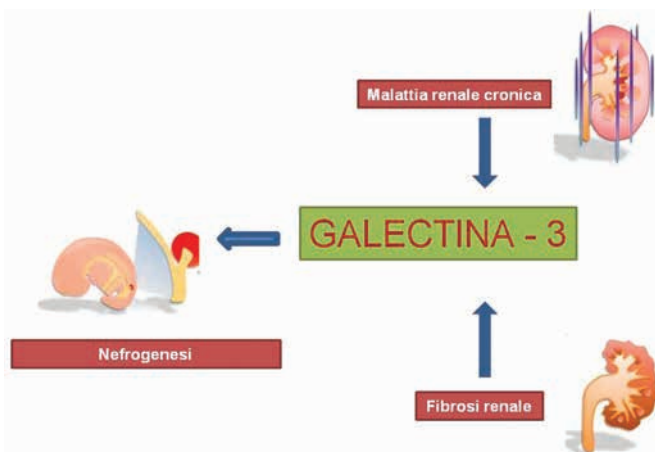 Malattia renale cronica
GALECTINA - 3
Nefrogenesi
Fibrosi renale